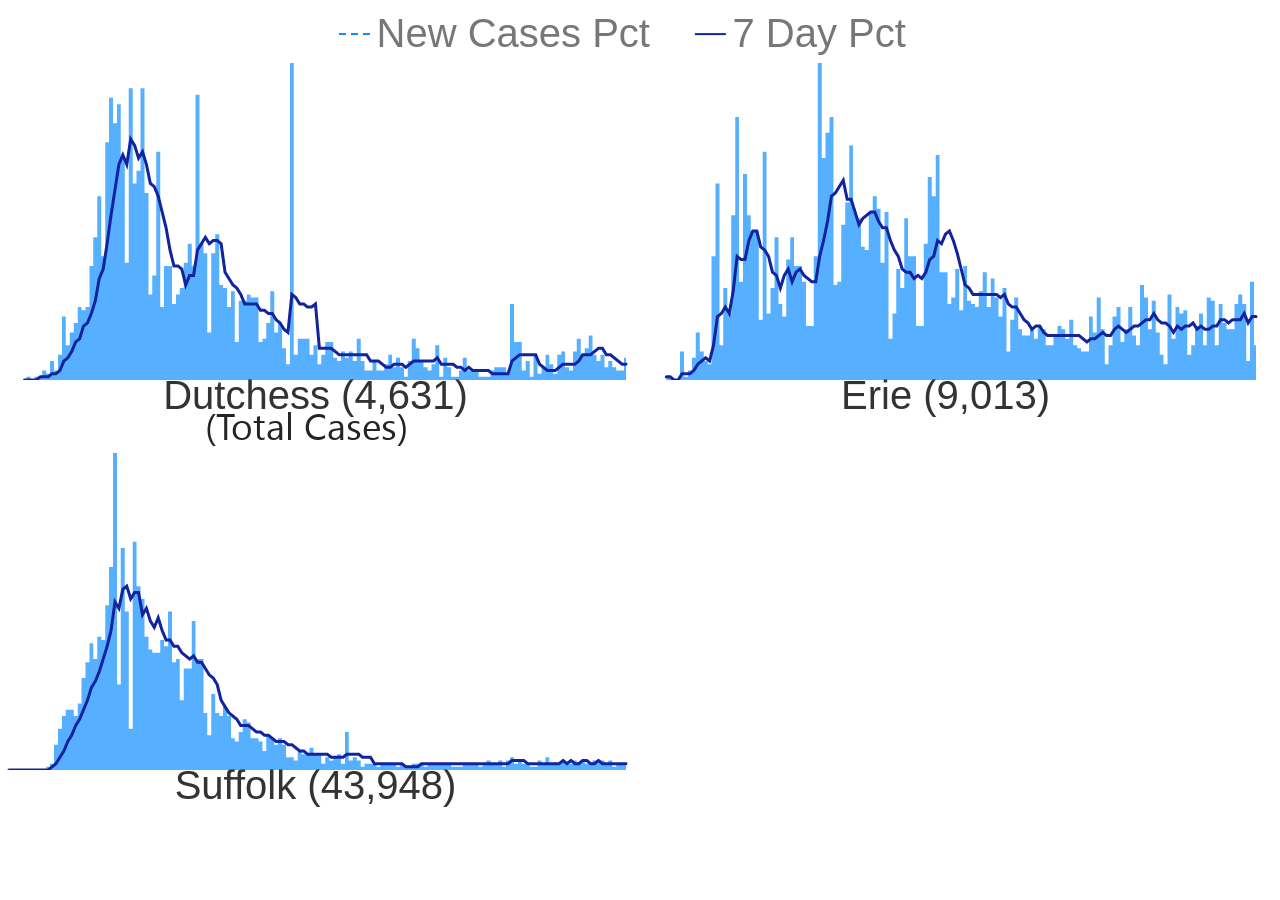 New Cases Pct 7 Day Pct
Dutchess (4,631)
(Total Cases)
Erie (9,013)
Suffolk (43,948)